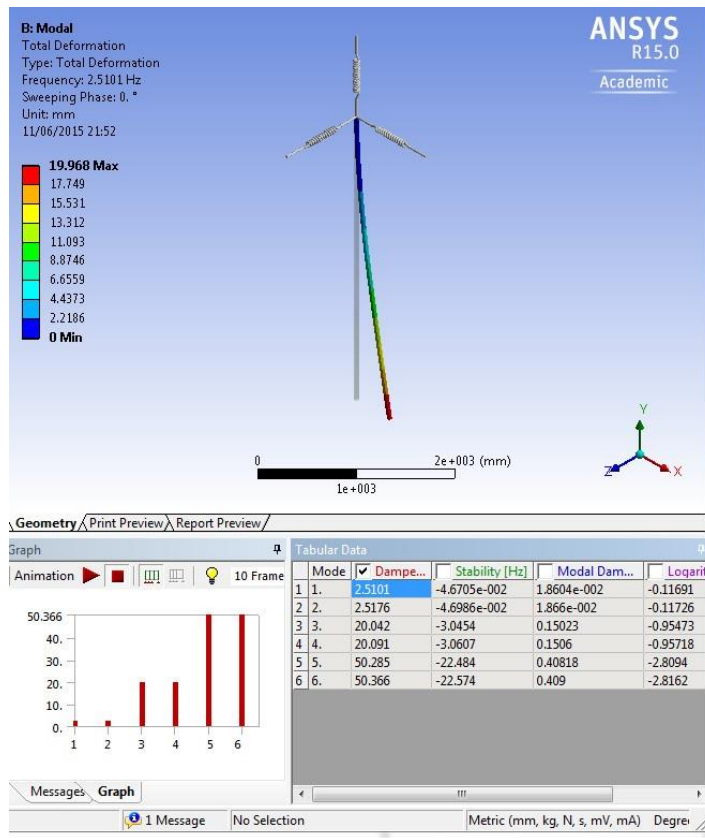 B: Modal
Total Deformation
Type: Total Deformation
Frequency: 2.5101 Hz
Sweeping Phase: 0. °
Unit: mm
11/06/2015 21:52
19.968 Max
17.749
15.531
13.312
11.093
8.8746
6.6559
4.4373
2.2186
0 Min
ANSYS
R15.0
Academic
0
2e+003 (mm)
1e+003
Y
Z
X
Geometry Print Preview Report Preview
Graph
Animation
10 Frame
50.366
40.
30.
20.
10.
0.
1 2 3 4 5 6
Messages Graph
Tabular Data
Mode Dampe... Stability [Hz] Modal Dam... Logarit
1 1. 2.5101 -4.6705e-002 1.8604e-002 -0.11691
2 2. 2.5176 -4.6986e-002 1.866e-002 -0.11726
3 3. 20.042 -3.0454 0.15023 -0.95473
4 4. 20.091 -3.0607 0.1506 -0.95718
5 5. 50.285 -22.484 0.40818 -2.8094
6 6. 50.366 -22.574 0.409 -2.8162
1 Message No Selection Metric (mm, kg, N, s, mV, mA) Degre